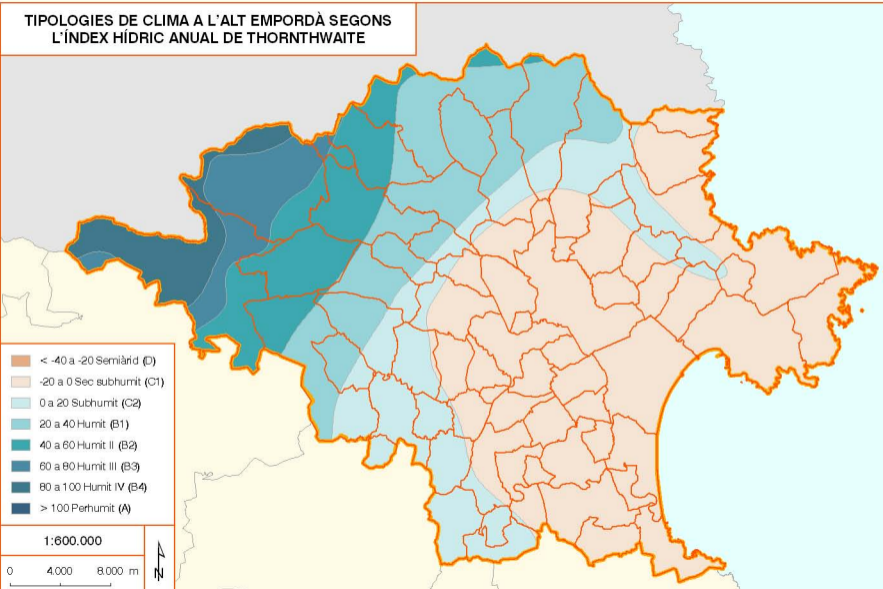 TIPOLOGIES DE CLIMA A L'ALT EMPORDÀ SEGONS
L'ÍNDEX HÍDRIC ANUAL DE THORNTHWAITE
< -40 a -20 Semiàrid (D)
-20 a 0 Sec subhumit (C1)
0 a 20 Subhumit (C2)
20 a 40 Humit (B1)
40 a 60 Humit II (B2)
60 a 80 Humit III (B3)
80 a 100 Humit IV (B4)
> 100 Perhumit (A)
1:600.000
0 4.000 8.000 m
N